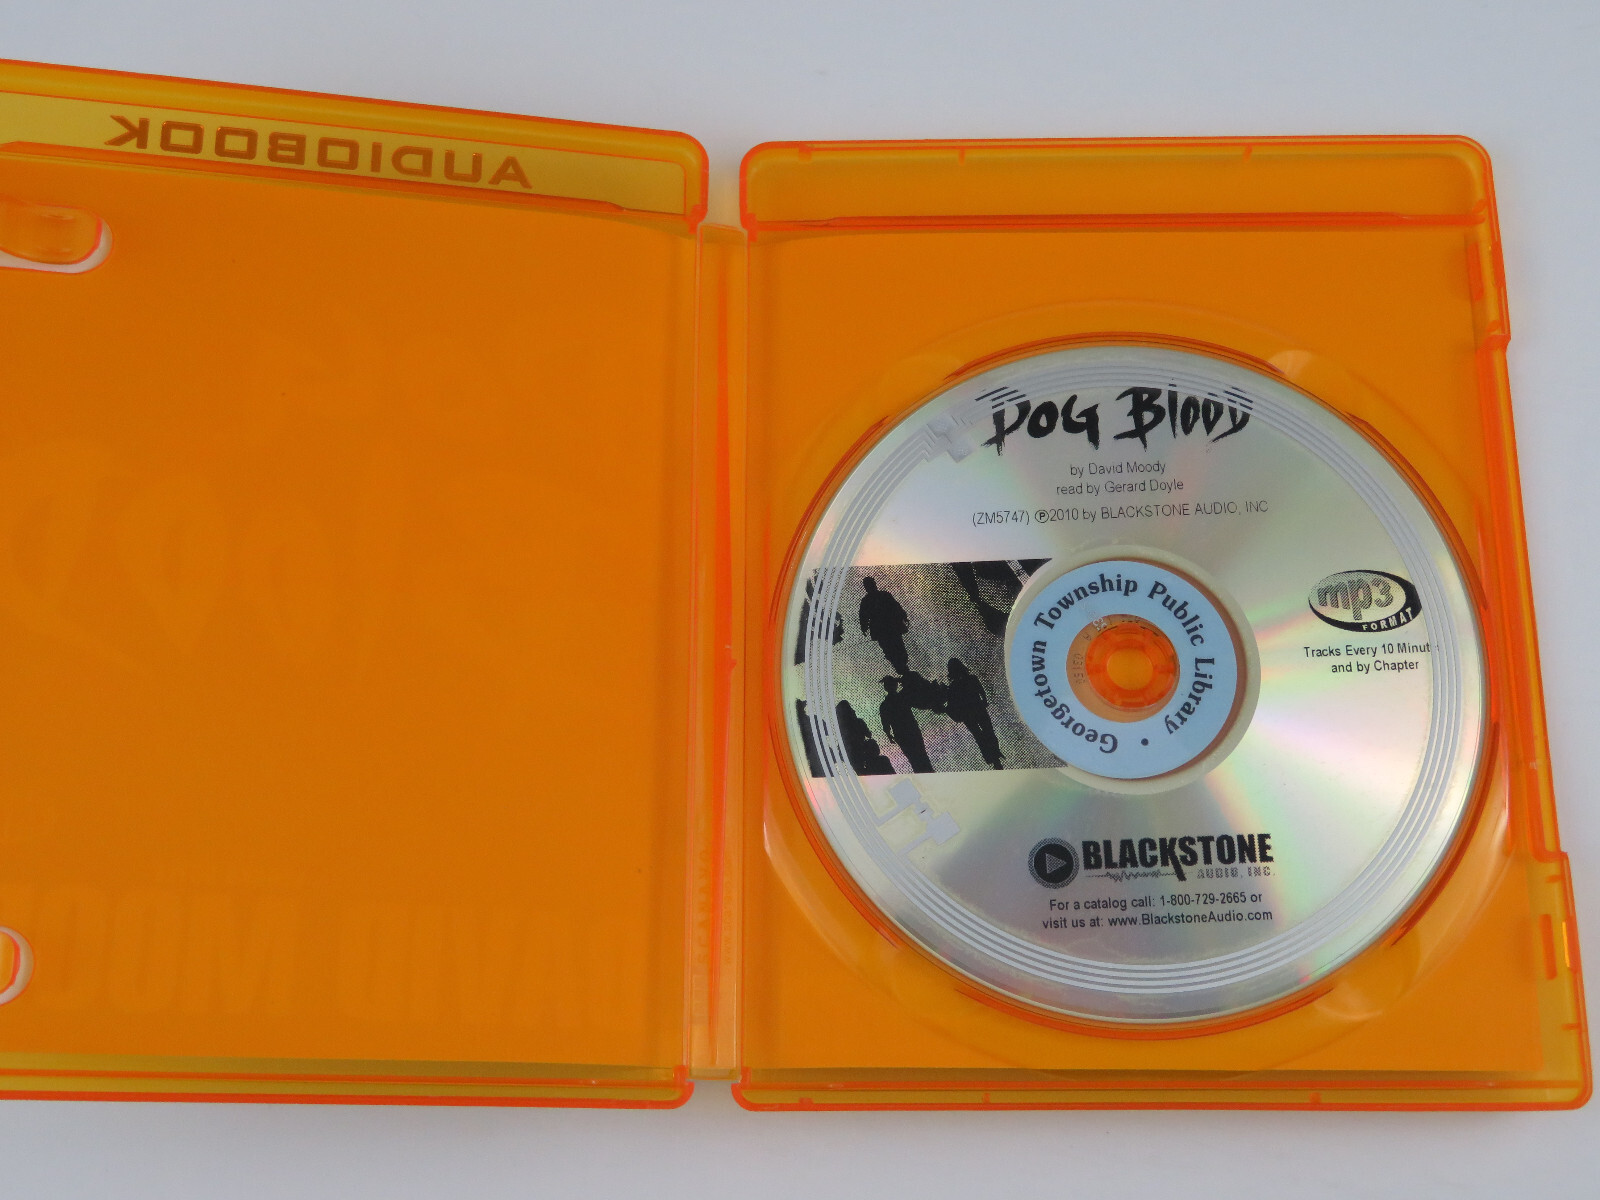 AUDIOBOOK
DOG BlOODy
by David Moody
read by Gerard Doyle
(ZM5747) Ⓟ2010 by BLACKSTONE AUDIO, INC
Georgetown Township Public Library •
mp3
FORMAT
Tracks Every 10 Minut
and by Chapter
BLACKSTONE
AUDIO, INC.
For a catalog call: 1-800-729-2665 or
visit us at: www.BlackstoneAudio.com